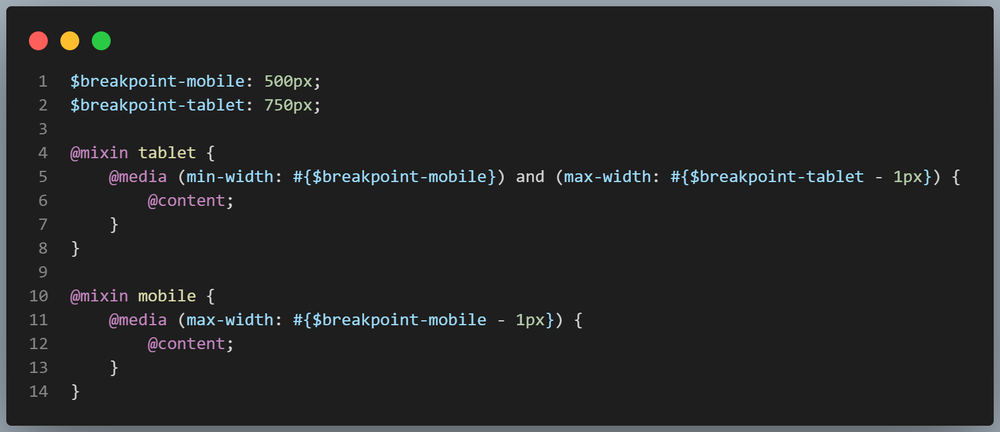 1 $breakpoint-mobile: 500px;
2 $breakpoint-tablet: 750px;
3
4 @mixin tablet {
5     @media (min-width: #{$breakpoint-mobile}) and (max-width: #{$breakpoint-tablet - 1px}) {
6         @content;
7     }
8 }
9
10 @mixin mobile {
11     @media (max-width: #{$breakpoint-mobile - 1px}) {
12         @content;
13     }
14 }